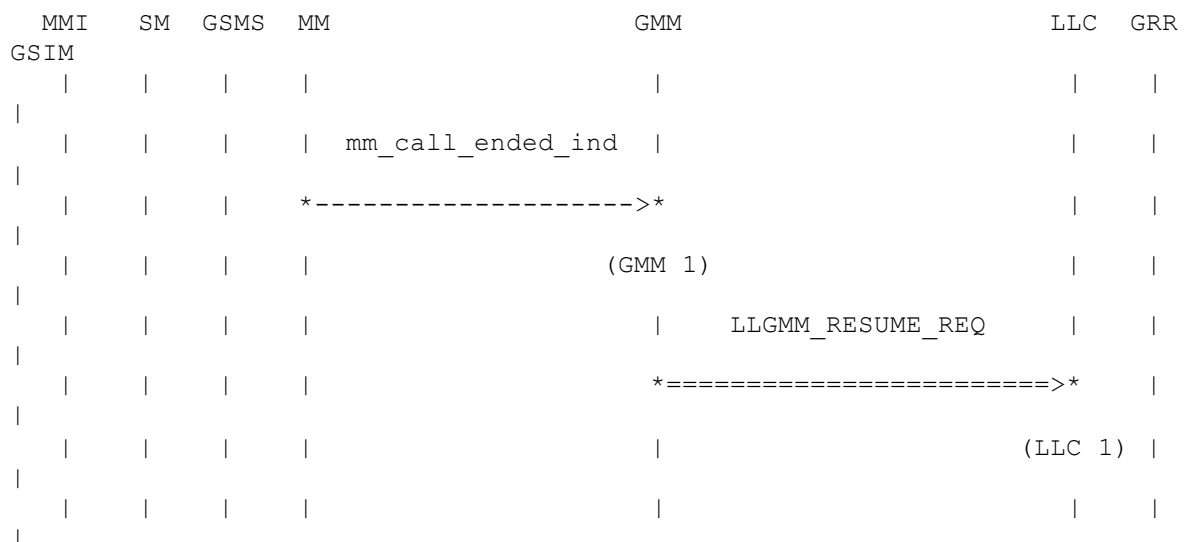 MMI   SM  GSMS  MM                   GMM                       LLC  GRR
GSIM
   |    |    |    |                     |                         |    |
|
   |    |    |    |  mm_call_ended_ind  |                         |    |
|
   |    |    |    *-------------------->*                         |    |
|
   |    |    |    |                  (GMM 1)                      |    |
|
   |    |    |    |                     |    LLGMM_RESUME_REQ     |    |
|
   |    |    |    |                     *========================>*    |
|
   |    |    |    |                     |                      (LLC 1) |
|
   |    |    |    |                     |                         |    |
|